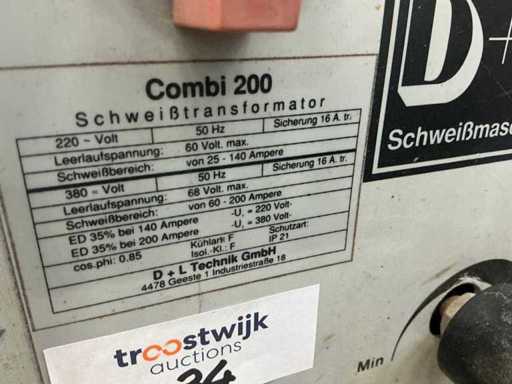 Combi 200
Schweißtransformator
220 ~ Volt 50 Hz Sicherung 16 A. tr.
Leerlaufspannung: 60 Volt. max.
Schweißbereich: von 25 - 140 Ampere
380 ~ Volt 50 Hz Sicherung 16 A. tr.
Leerlaufspannung: 68 Volt. max.
Schweißbereich: von 60 - 200 Ampere
ED 35% bei 140 Ampere -U, = 220 Volt-
ED 35% bei 200 Ampere -U, = 380 Volt-
cos.phi: 0.85 Kühlart: F Schutzart:
Isol.-Kl.: F IP 21
D + L Technik GmbH
4478 Geeste 1 Industriestraße 18
D+
Schweißmasc
troostwijk
auctions
34
Min